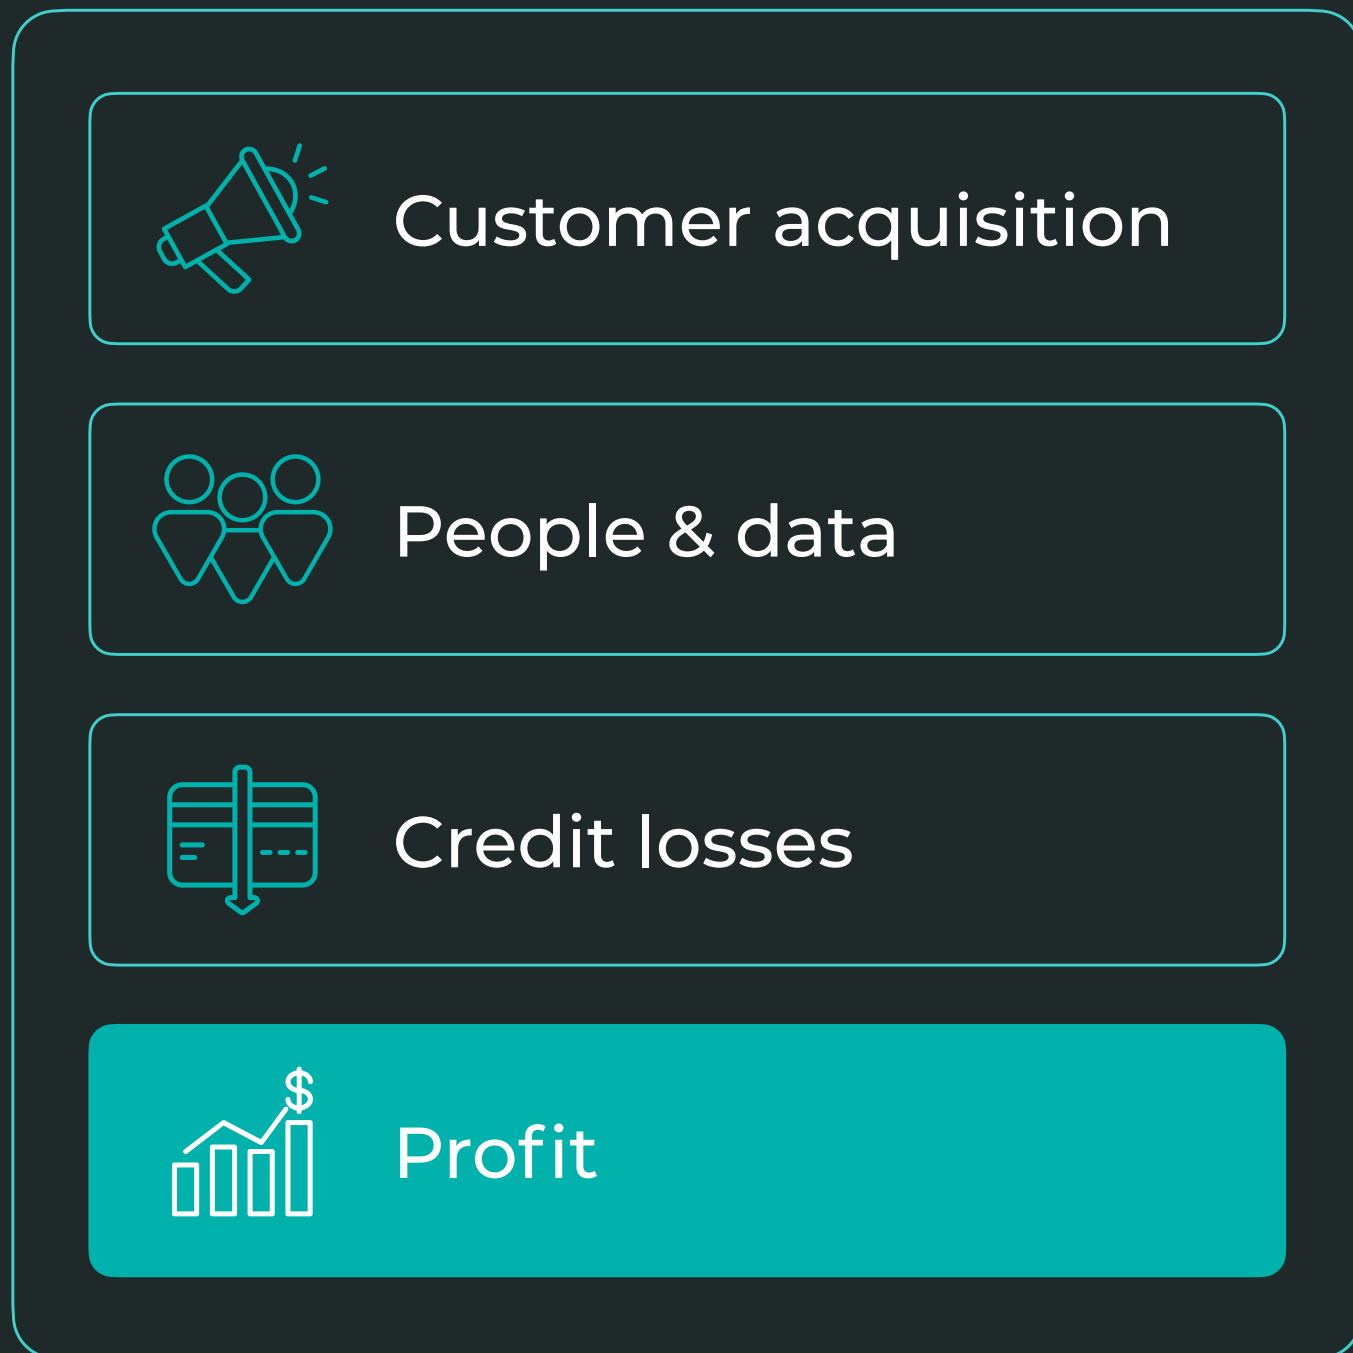 Customer acquisition
People & data
Credit losses
$
Profit